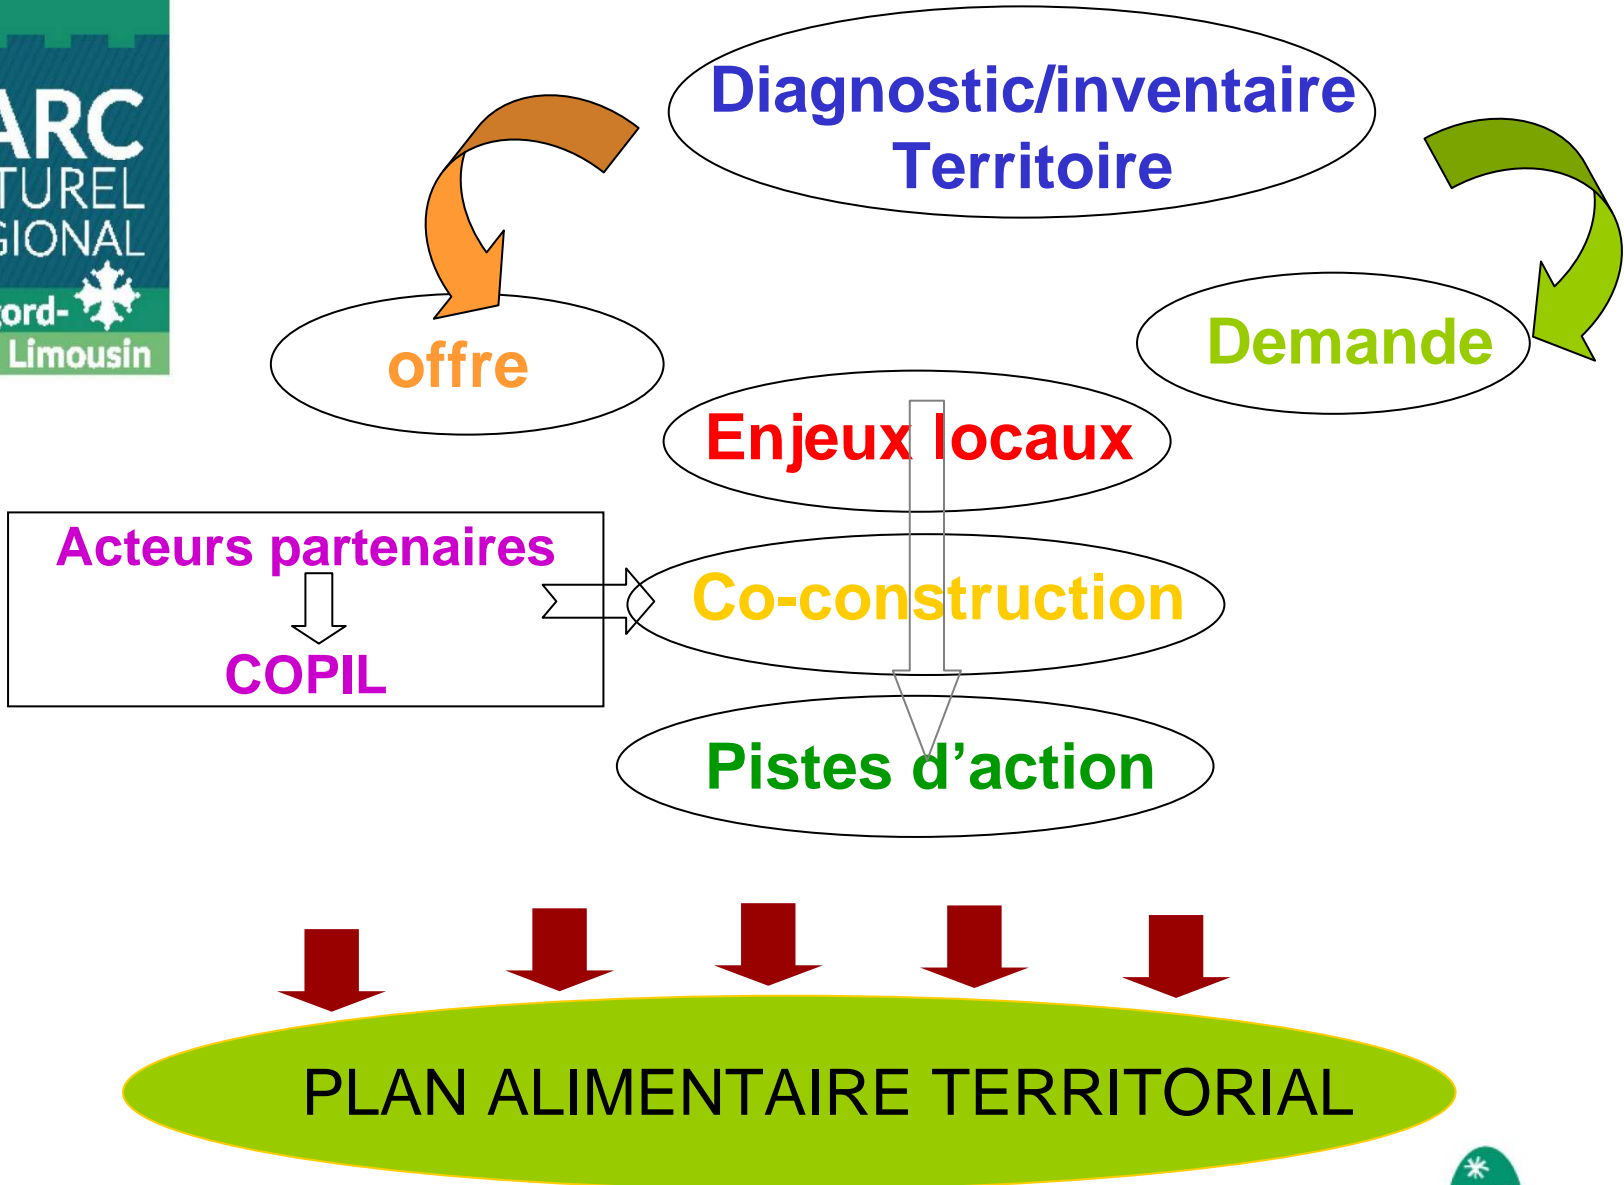 ARC
TUREL
GIONAL
ord-
Limousin
Diagnostic/inventaire
Territoire
offre
Demande
Enjeux locaux
Acteurs partenaires
COPIL
Co-construction
Pistes d’action
PLAN ALIMENTAIRE TERRITORIAL